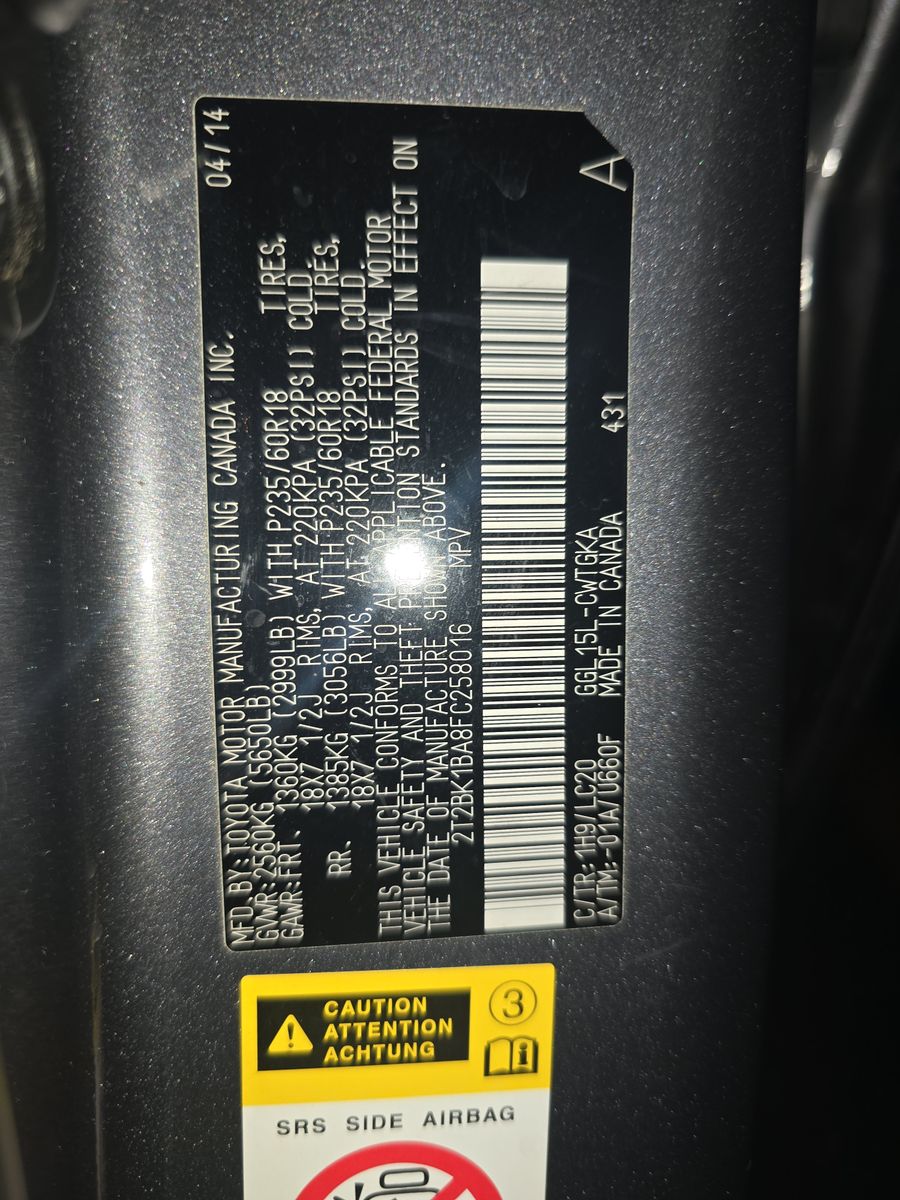 MFD. BY: TOYOTA MOTOR MANUFACTURING CANADA INC. 04/14
GVWR: 2560KG (5650LB)
GAWR: FRT. 1360KG (2999LB) WITH P235/60R18 TIRES,
18X7 1/2J RIMS, AT 220KPA (32PSI) COLD.
RR. 1385KG (3056LB) WITH P235/60R18 TIRES,
18X7 1/2J RIMS, AT 220KPA (32PSI) COLD.
THIS VEHICLE CONFORMS TO APPLICABLE FEDERAL MOTOR
VEHICLE SAFETY AND THEFT STANDARDS IN EFFECT ON
THE DATE OF MANUFACTURE SHOWN ABOVE.
2T2BK1BA8FC258016 MPV
A
C/TR: 1H9/LC20 GGL15L-CWTGKA
A/TM: -01A/U660F MADE IN CANADA 431
CAUTION
ATTENTION
ACHTUNG
3
i
SRS SIDE AIRBAG